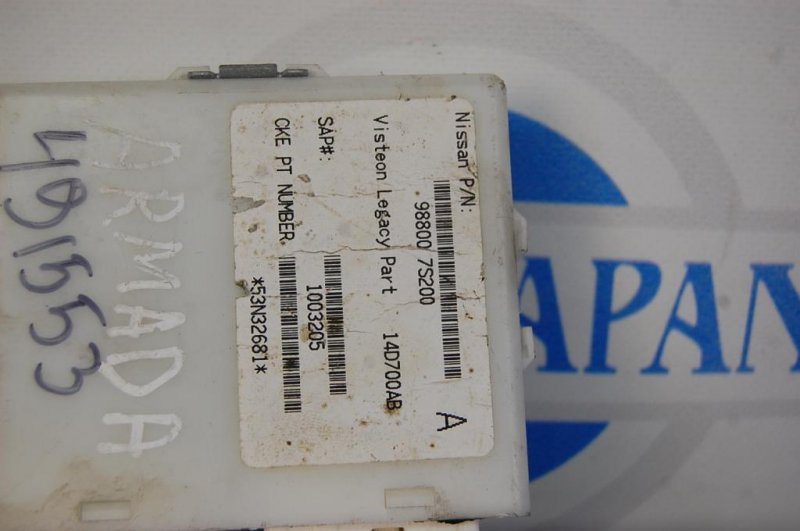 Nissan P/N:
98800 7S200
Visteon Legacy Part 14D700AB
A
SAP#:
1003205
CKE PT NUMBER
*53N32681*
ARMADA
491553
APAN